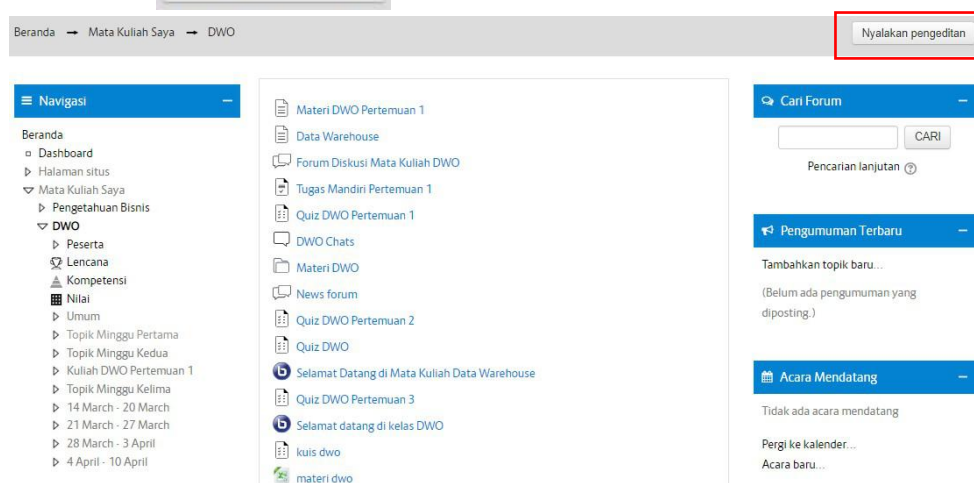 Beranda → Mata Kuliah Saya → DWO
Nyalakan pengeditan
Navigasi
Beranda
Dashboard
Halaman situs
Mata Kuliah Saya
Pengetahuan Bisnis
DWO
Peserta
Lencana
Kompetensi
Nilai
Umum
Topik Minggu Pertama
Topik Minggu Kedua
Kuliah DWO Pertemuan 1
Topik Minggu Kelima
14 March - 20 March
21 March - 27 March
28 March - 3 April
4 April - 10 April
Materi DWO Pertemuan 1
Data Warehouse
Forum Diskusi Mata Kuliah DWO
Tugas Mandiri Pertemuan 1
Quiz DWO Pertemuan 1
DWO Chats
Materi DWO
News forum
Quiz DWO Pertemuan 2
Quiz DWO
Selamat Datang di Mata Kuliah Data Warehouse
Quiz DWO Pertemuan 3
Selamat datang di kelas DWO
kuis dwo
materi dwo
Cari Forum
CARI
Pencarian lanjutan
Pengumuman Terbaru
Tambahkan topik baru...
(Belum ada pengumuman yang
diposting.)
Acara Mendatang
Tidak ada acara mendatang
Pergi ke kalender...
Acara baru...